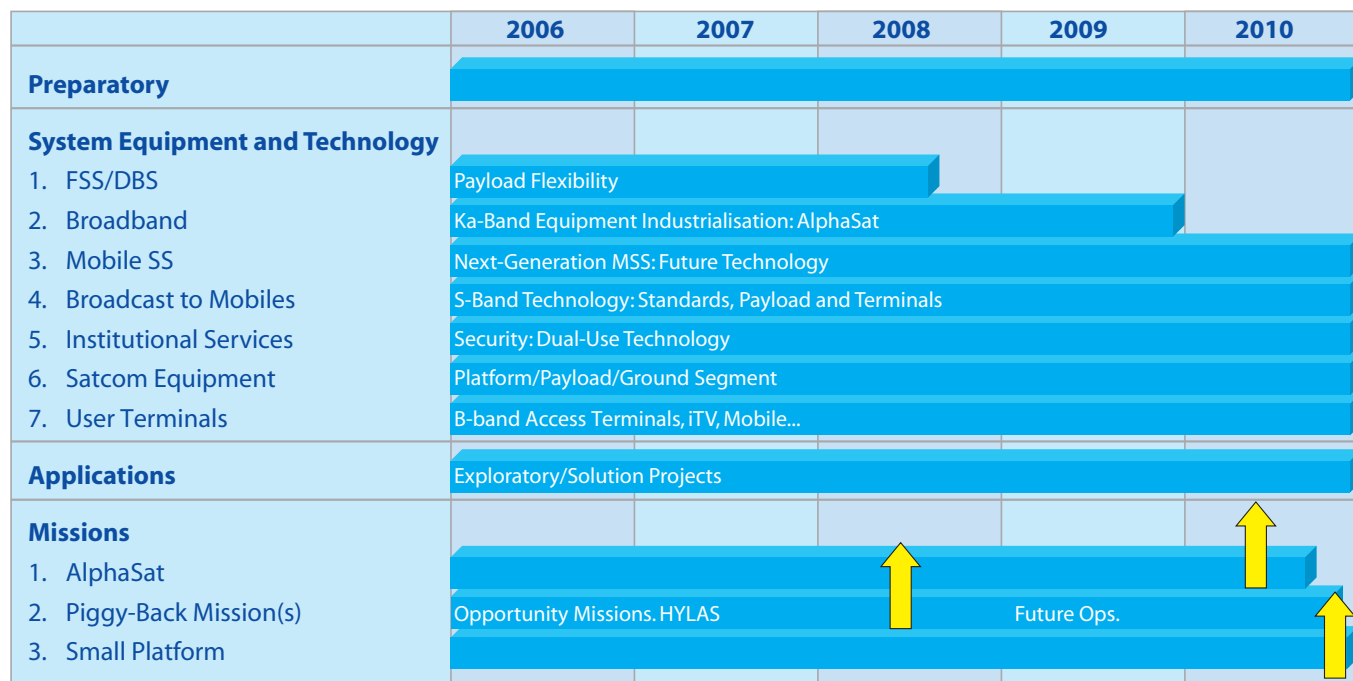 2006 2007 2008 2009 2010
Preparatory
System Equipment and Technology
1. FSS/DBS Payload Flexibility
2. Broadband Ka-Band Equipment Industrialisation: AlphaSat
3. Mobile SS Next-Generation MSS: Future Technology
4. Broadcast to Mobiles S-Band Technology: Standards, Payload and Terminals
5. Institutional Services Security: Dual-Use Technology
6. Satcom Equipment Platform/Payload/Ground Segment
7. User Terminals B-band Access Terminals, iTV, Mobile...
Applications Exploratory/Solution Projects
Missions
1. AlphaSat
2. Piggy-Back Mission(s) Opportunity Missions. HYLAS Future Ops.
3. Small Platform